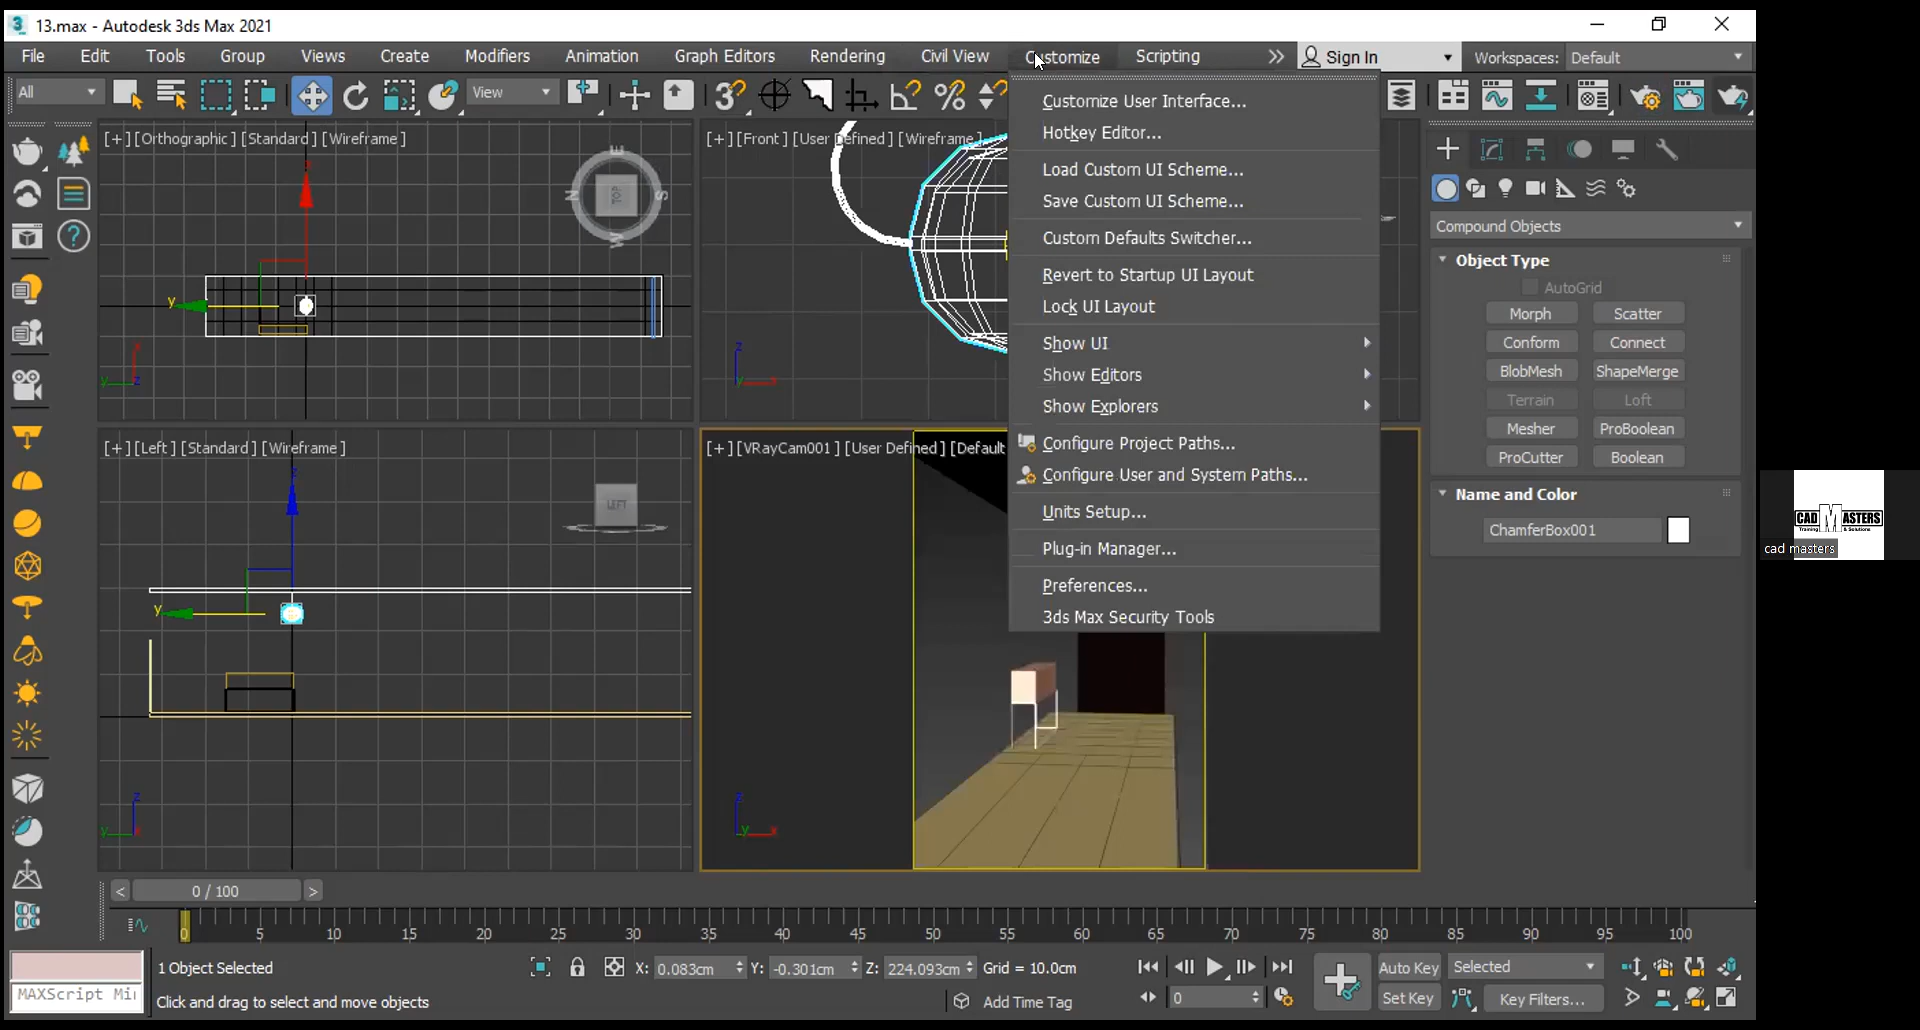 13.max - Autodesk 3ds Max 2021
File Edit Tools Group Views Create Modifiers Animation Graph Editors Rendering Civil View Customize Scripting Sign In Workspaces: Default
All View
Customize User Interface...
Hotkey Editor...
Load Custom UI Scheme...
Save Custom UI Scheme...
Custom Defaults Switcher...
Revert to Startup UI Layout
Lock UI Layout
Show UI
Show Editors
Show Explorers
Configure Project Paths...
Configure User and System Paths...
Units Setup...
Plug-in Manager...
Preferences...
3ds Max Security Tools
[+] [Orthographic ] [Standard ] [Wireframe ]
TOP
E
N
S
W
y
y
z
[+] [Front ] [User Defined ] [Wireframe ]
z
x
[+] [Left ] [Standard ] [Wireframe ]
LEFT
z
y
y
z
[+] [VRayCam001 ] [User Defined ] [Default
z
y
x
Compound Objects
Object Type
AutoGrid
Morph Scatter
Conform Connect
BlobMesh ShapeMerge
Terrain Loft
Mesher ProBoolean
ProCutter Boolean
Name and Color
ChamferBox001
CAD MASTERS
Training & Solutions
cad masters
< 0 / 100 >
0 5 10 15 20 25 30 35 40 45 50 55 60 65 70 75 80 85 90 95 100
1 Object Selected X: 0.083cm Y: -0.301cm Z: 224.093cm Grid = 10.0cm Auto Key Selected
MAXScript Mi
Click and drag to select and move objects Add Time Tag 0 Set Key Key Filters...